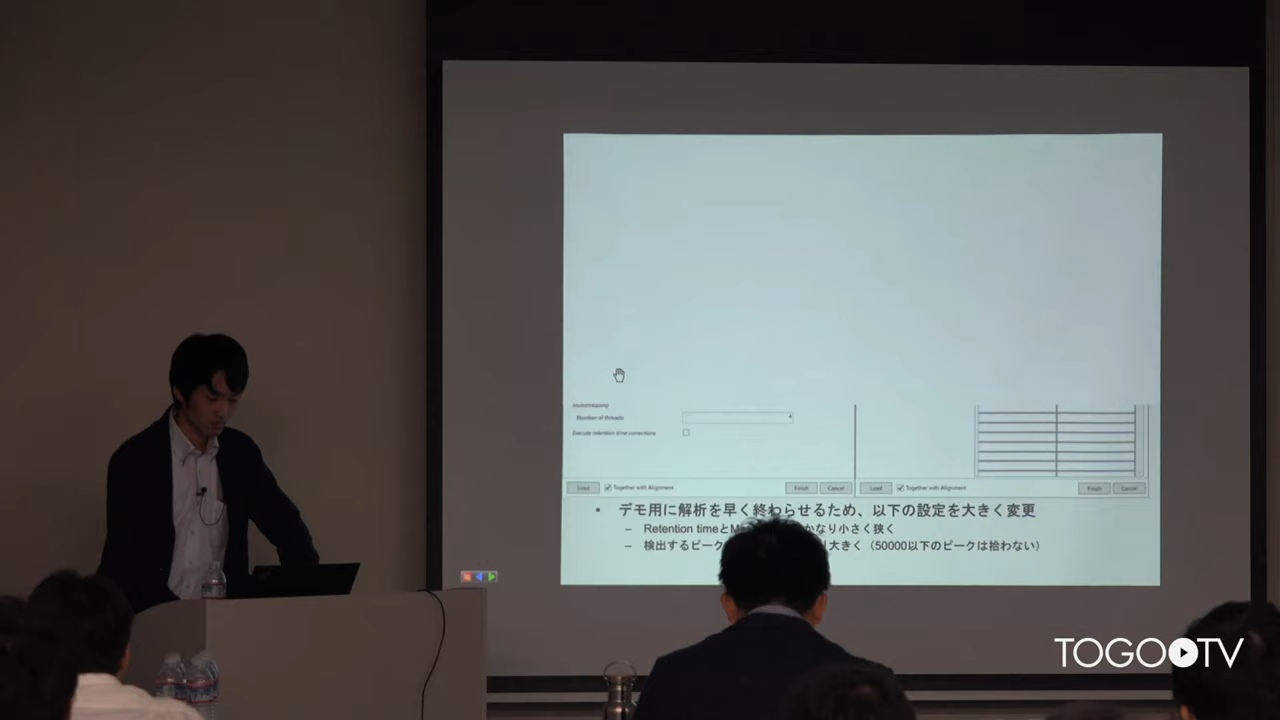 Multithreading
Number of threads:
Execute retention time corrections
Load
Together with Alignment
Finish
Cancel
Load
Together with Alignment
Finish
Cancel
• デモ用に解析を早く終わらせるため、以下の設定を大きく変更
– Retention timeとM かなり小さく狭く
– 検出するピーク り大きく（50000以下のピークは拾わない）
TOGO TV